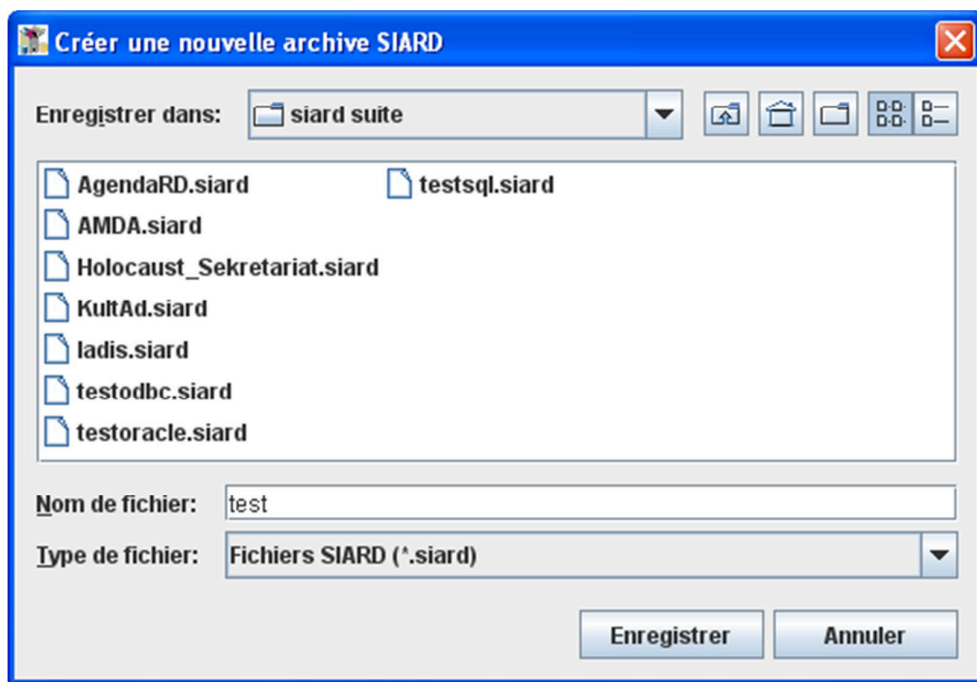 Créer une nouvelle archive SIARD
Enregistrer dans: siard suite
AgendaRD.siard
AMDA.siard
Holocaust_Sekretariat.siard
KultAd.siard
ladis.siard
testodbc.siard
testoracle.siard
testsql.siard
Nom de fichier: test
Type de fichier: Fichiers SIARD (*.siard)
Enregistrer Annuler